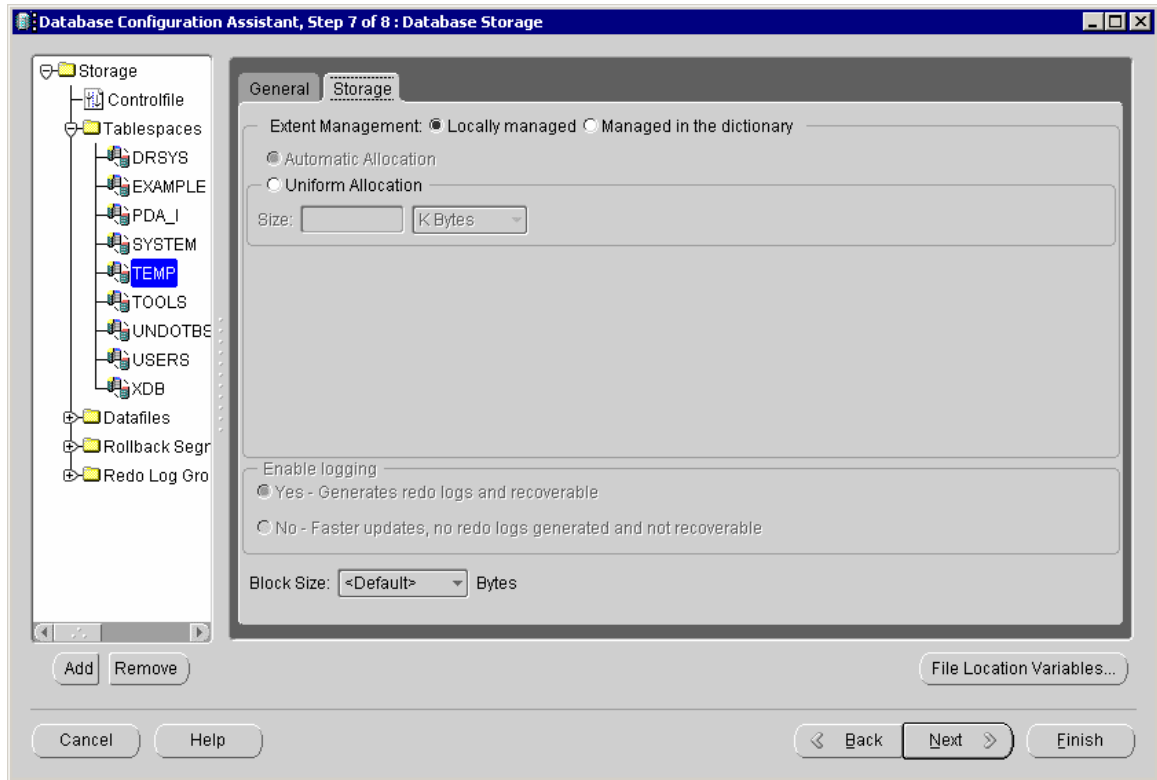 Database Configuration Assistant, Step 7 of 8 : Database Storage
Storage
Controlfile
Tablespaces
DRSYS
EXAMPLE
PDA_I
SYSTEM
TEMP
TOOLS
UNDOTBS
USERS
XDB
Datafiles
Rollback Segr
Redo Log Gro
General Storage
Extent Management: Locally managed Managed in the dictionary
Automatic Allocation
Uniform Allocation
Size: K Bytes
Enable logging
Yes - Generates redo logs and recoverable
No - Faster updates, no redo logs generated and not recoverable
Block Size: <Default> Bytes
Add Remove File Location Variables...
Cancel Help Back Next Finish